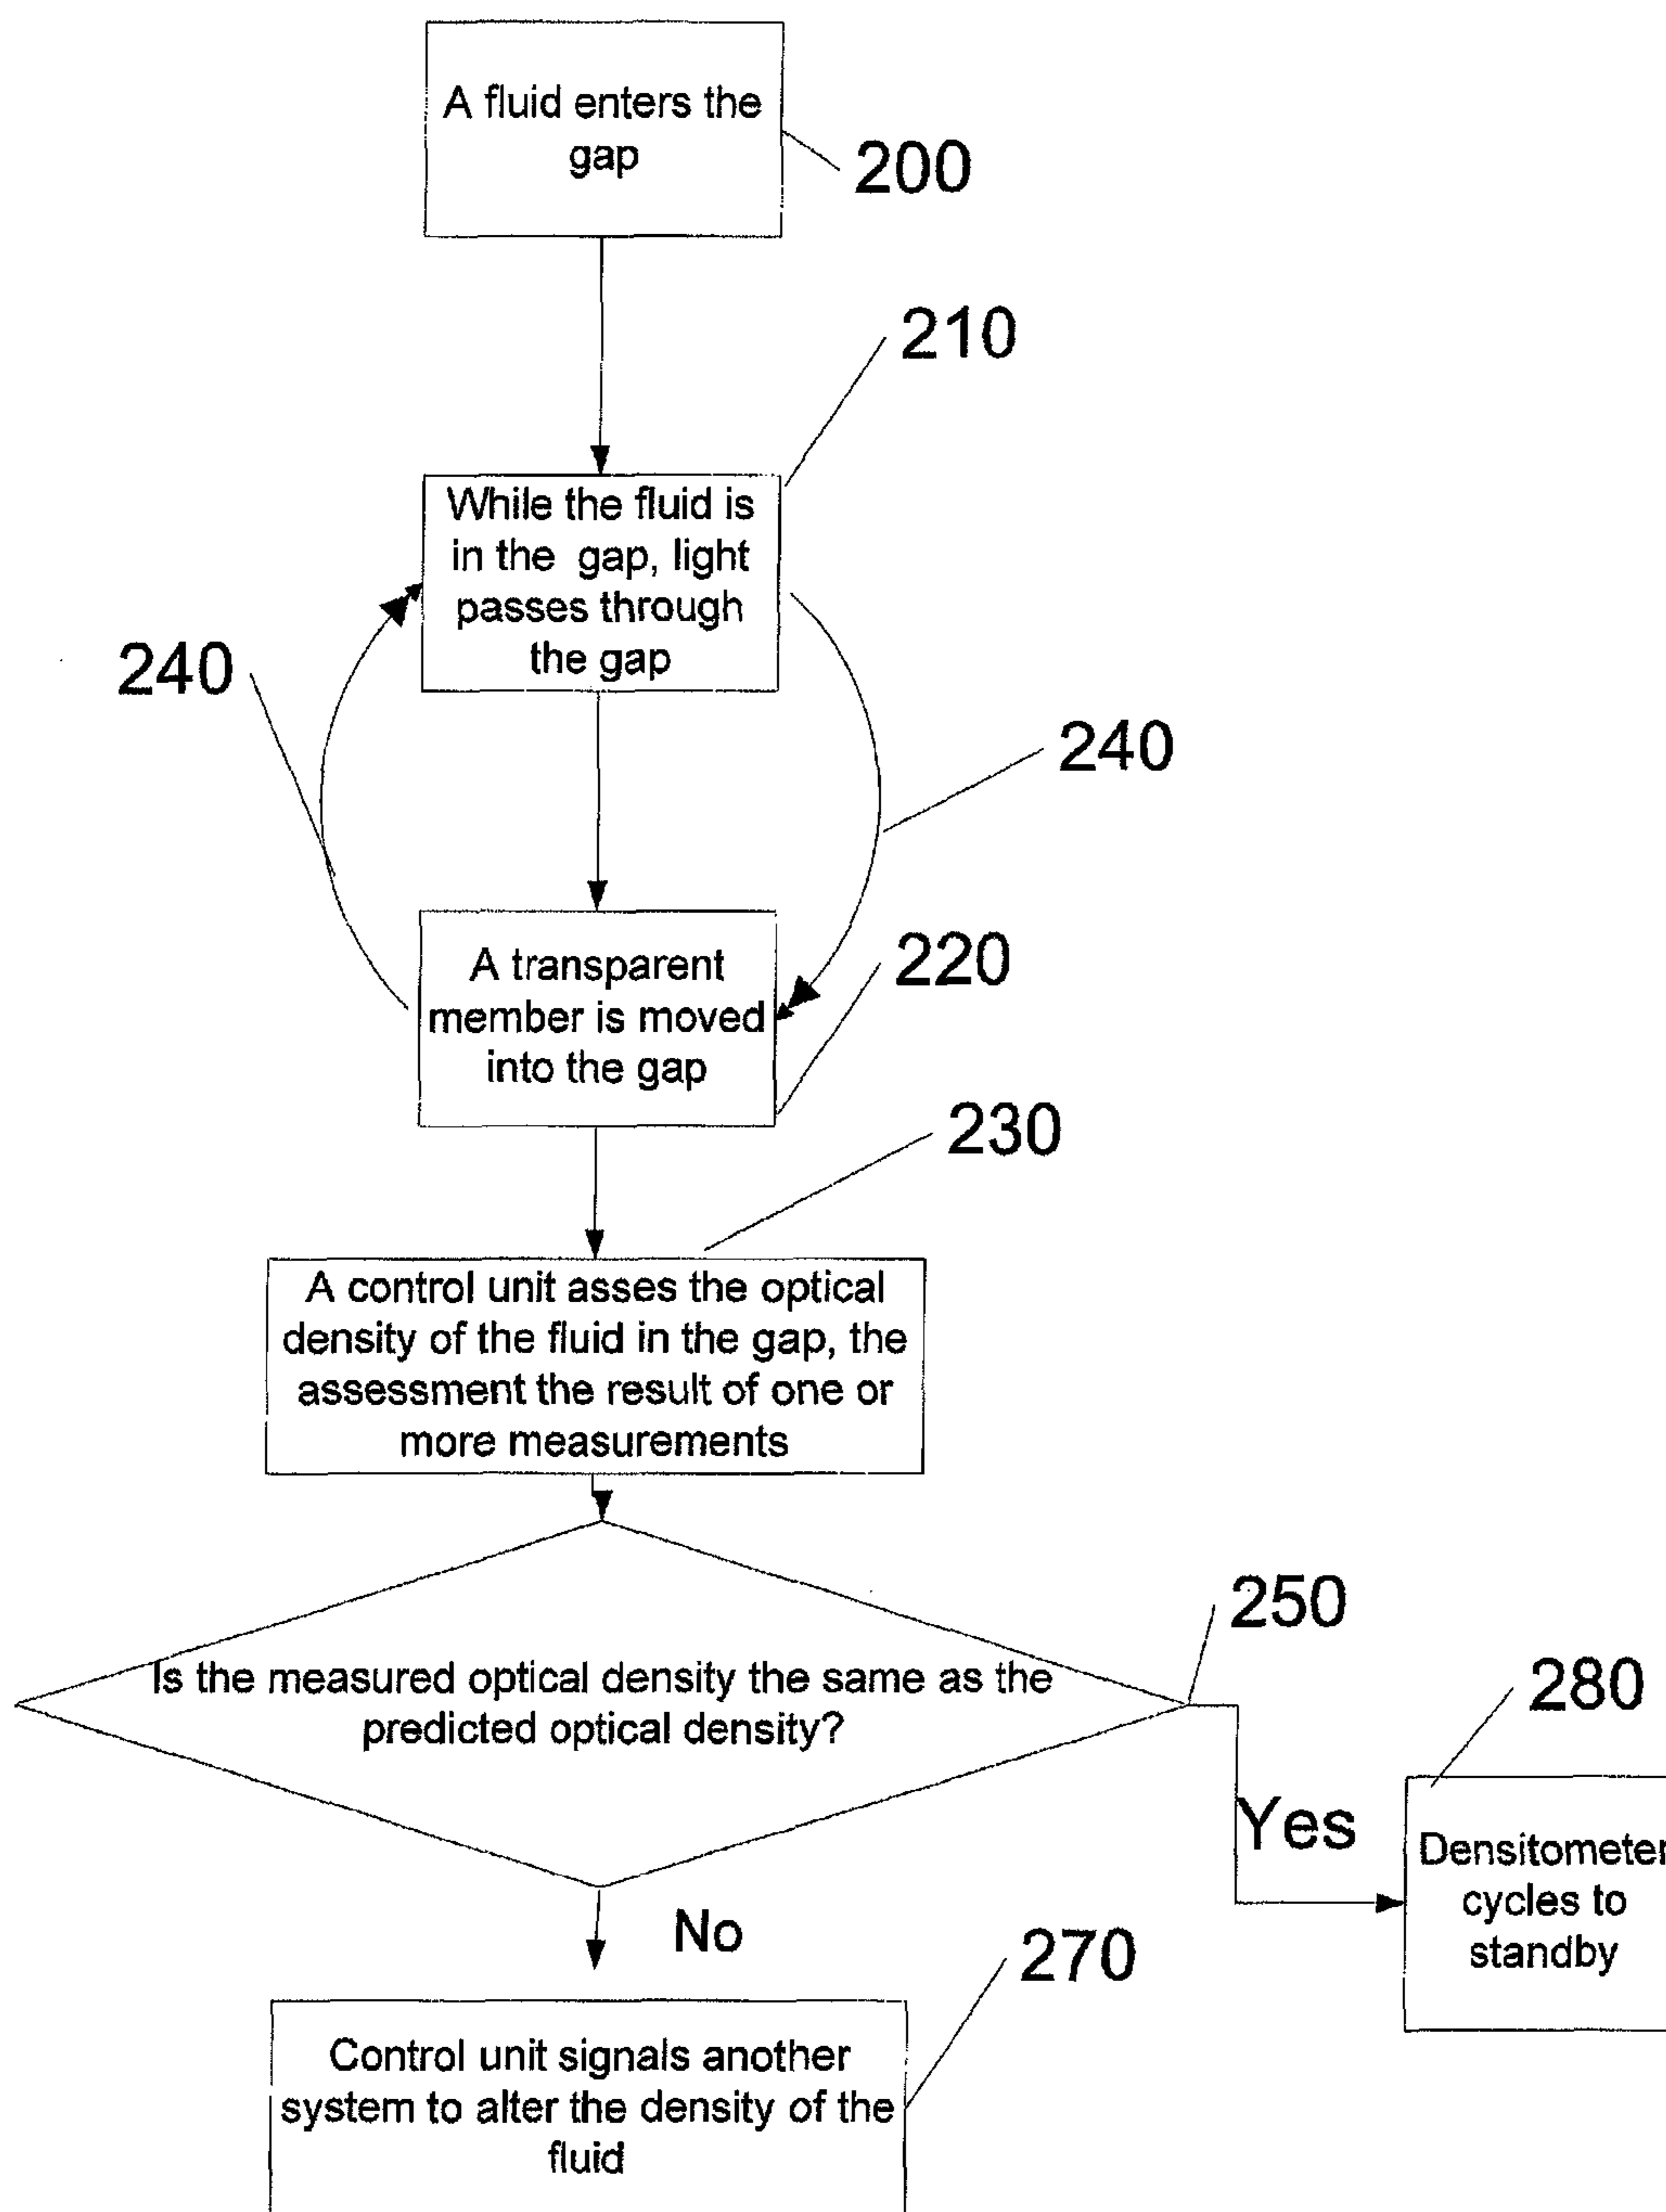 A fluid enters the
gap
200
210
While the fluid is
in the gap, light
passes through
the gap
240
240
A transparent
member is moved
into the gap
220
230
A control unit asses the optical
density of the fluid in the gap, the
assessment the result of one or
more measurements
250
Is the measured optical density the same as the
predicted optical density?
280
Yes
Densitometer
cycles to
standby
No
270
Control unit signals another
system to alter the density of the
fluid